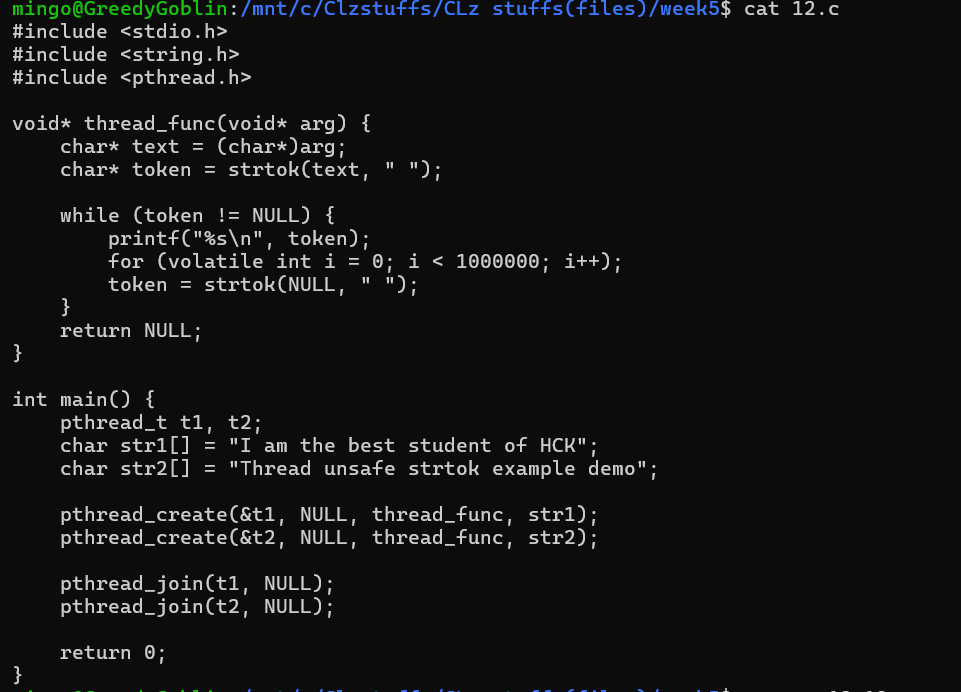 mingo@GreedyGoblin:/mnt/c/Clzstuffs/CLz stuffs(files)/week5$ cat 12.c
#include <stdio.h>
#include <string.h>
#include <pthread.h>

void* thread_func(void* arg) {
    char* text = (char*)arg;
    char* token = strtok(text, " ");

    while (token != NULL) {
        printf("%s\n", token);
        for (volatile int i = 0; i < 1000000; i++);
        token = strtok(NULL, " ");
    }
    return NULL;
}

int main() {
    pthread_t t1, t2;
    char str1[] = "I am the best student of HCK";
    char str2[] = "Thread unsafe strtok example demo";

    pthread_create(&t1, NULL, thread_func, str1);
    pthread_create(&t2, NULL, thread_func, str2);

    pthread_join(t1, NULL);
    pthread_join(t2, NULL);

    return 0;
}